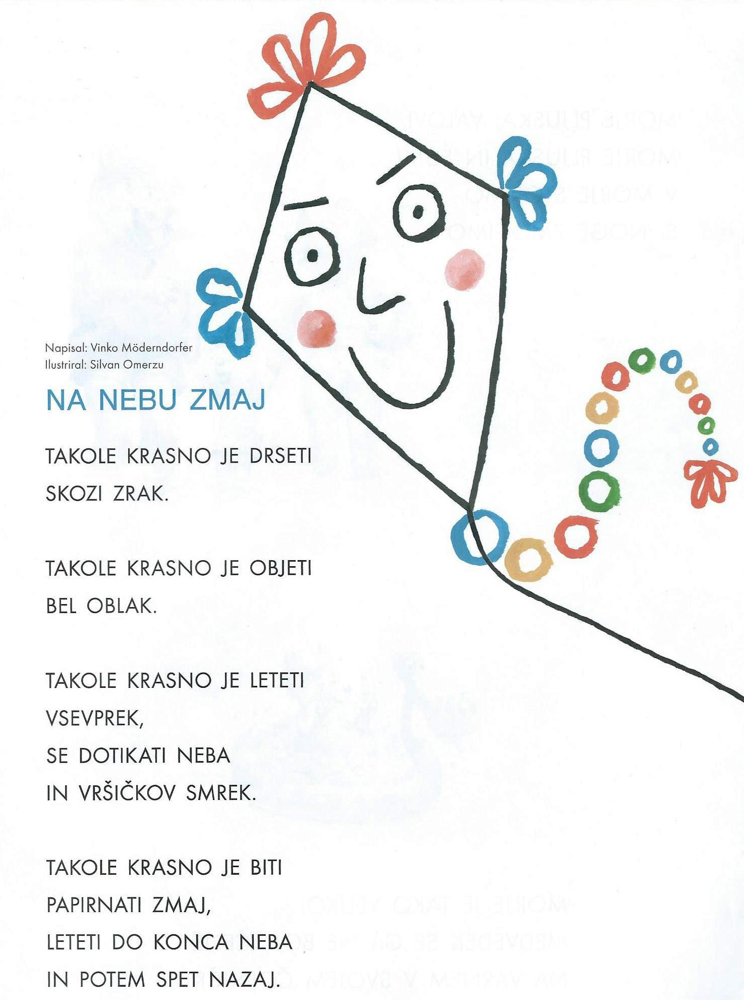 Napisal: Vinko Möderndorfer
Ilustriral: Silvan Omerzu
NA NEBU ZMAJ
TAKOLE KRASNO JE DRSETI
SKOZI ZRAK.
TAKOLE KRASNO JE OBJETI
BEL OBLAK.
TAKOLE KRASNO JE LETETI
VSEVPREK,
SE DOTIKATI NEBA
IN VRŠIČKOV SMREK.
TAKOLE KRASNO JE BITI
PAPIRNATI ZMAJ,
LETETI DO KONCA NEBA
IN POTEM SPET NAZAJ.